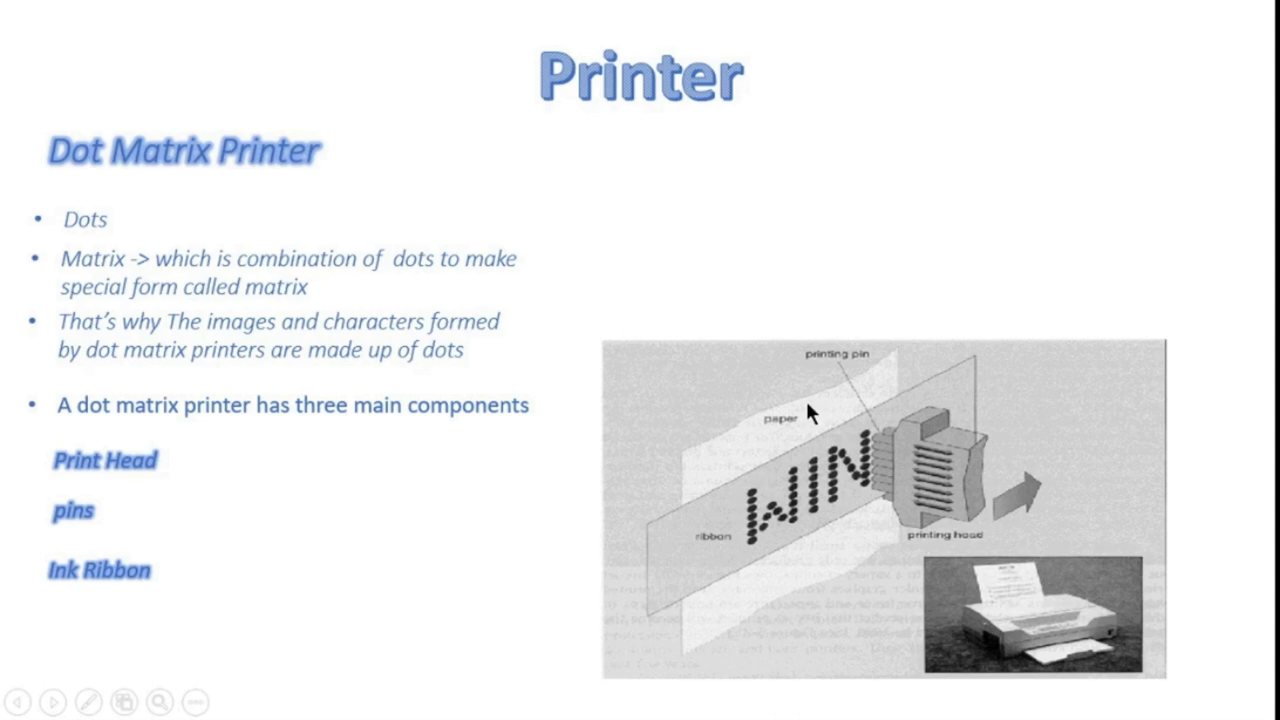 Printer
Dot Matrix Printer
• Dots
• Matrix -> which is combination of dots to make
special form called matrix
• That's why The images and characters formed
by dot matrix printers are made up of dots
• A dot matrix printer has three main components
Print Head
pins
Ink Ribbon
printing pin
paper
WIN
ribbon
printing head